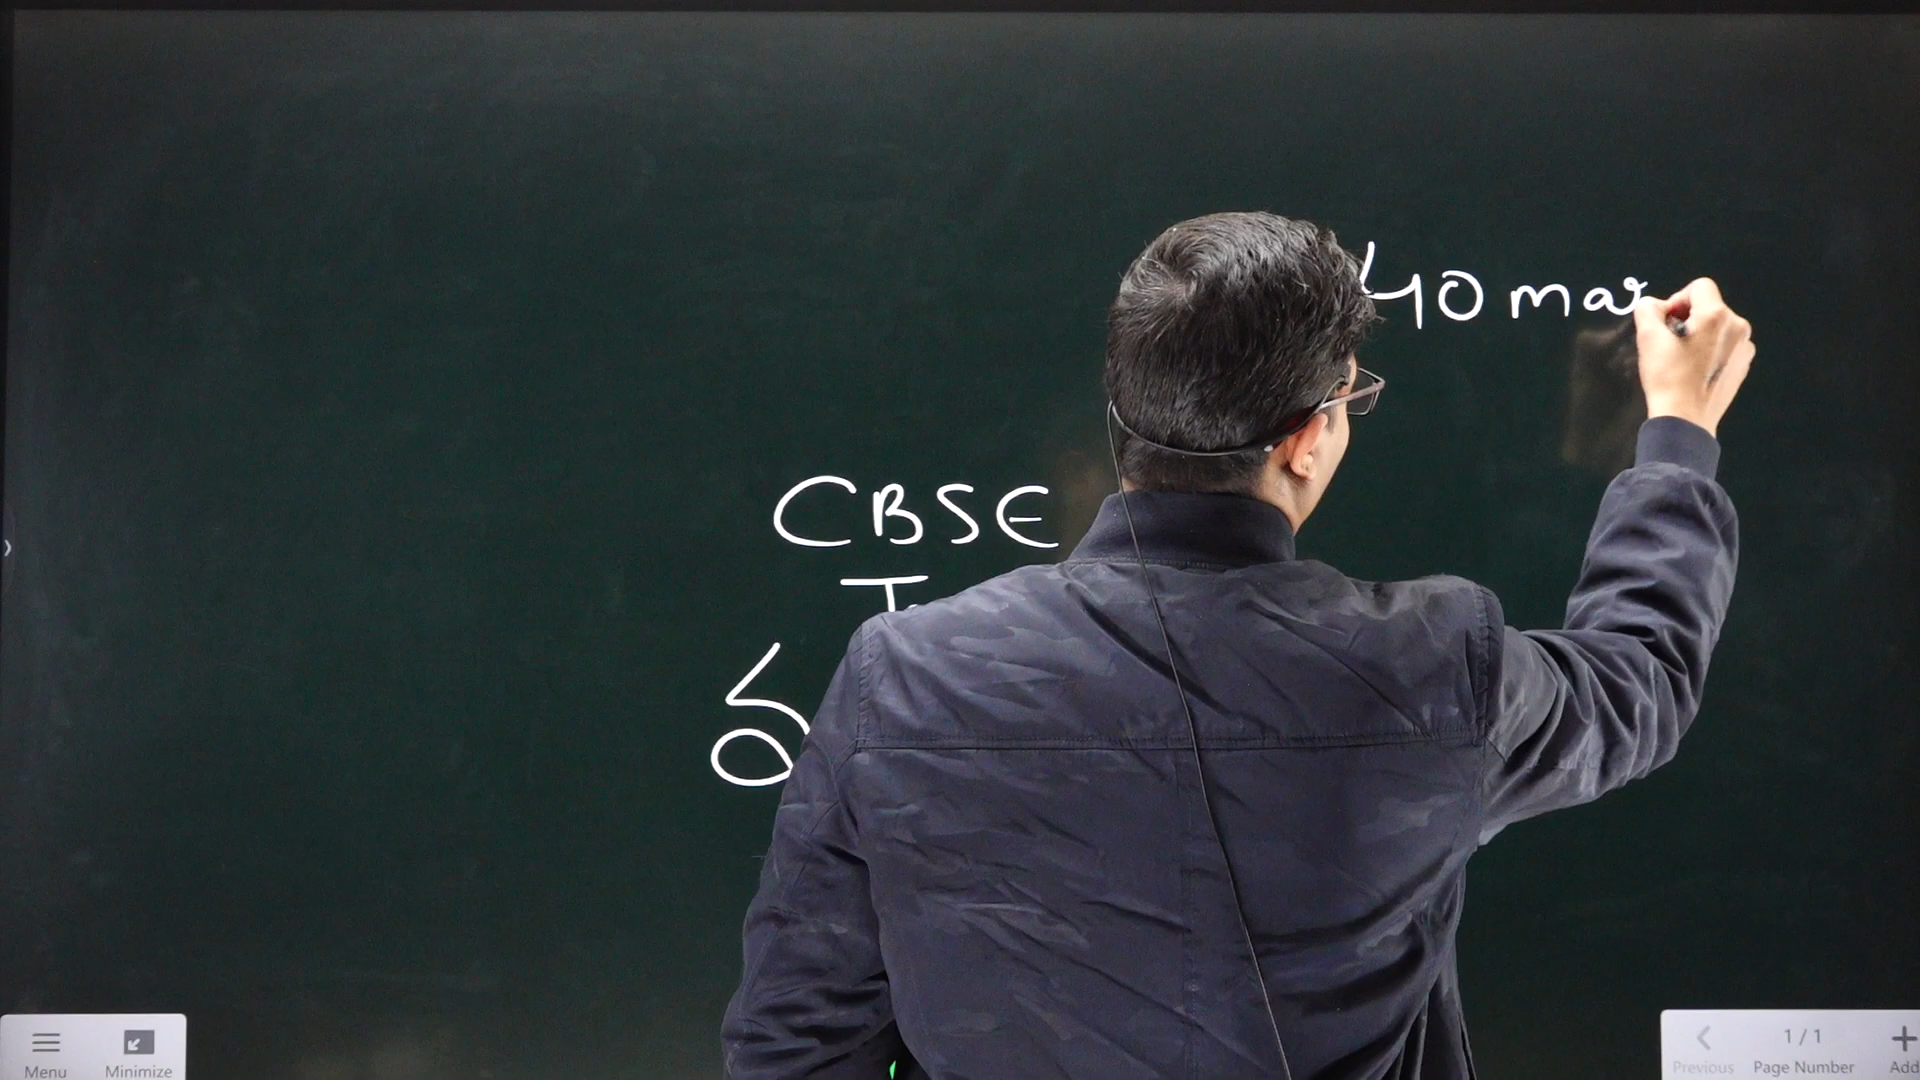 40 mar
CBSE
Menu
Minimize
Previous
1 / 1
Page Number
Add